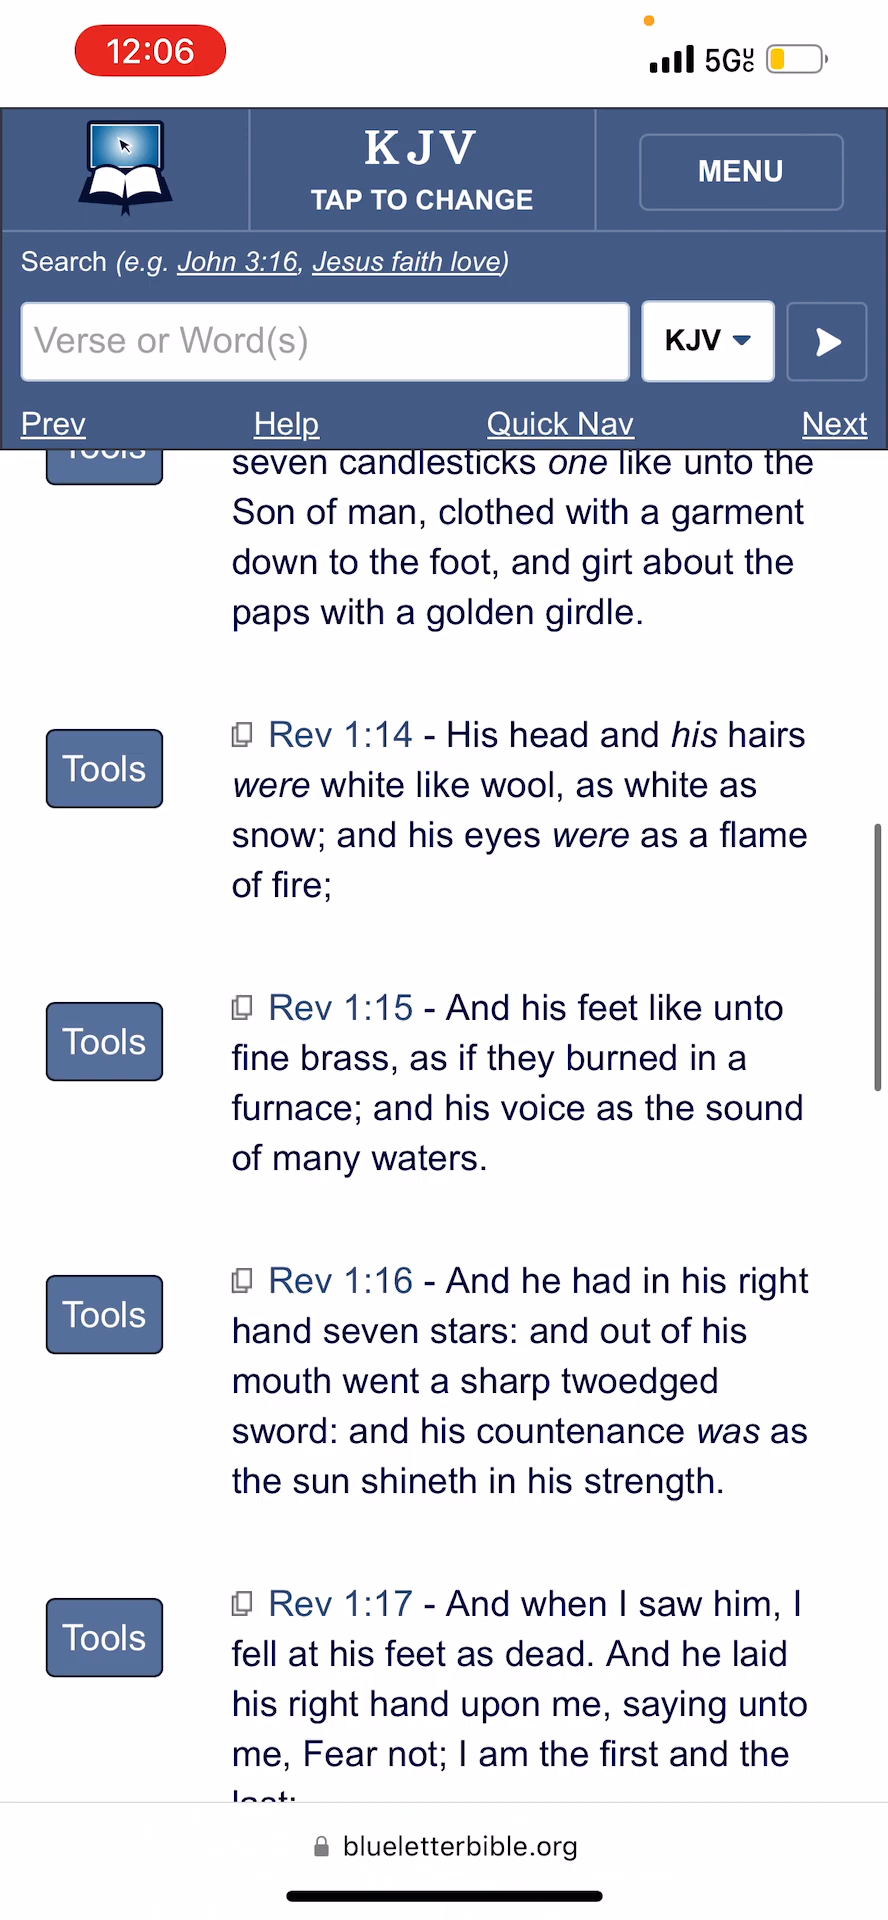 12:06
5G UC
KJV
TAP TO CHANGE
MENU
Search (e.g. John 3:16, Jesus faith love)
Verse or Word(s)
KJV
Prev Help Quick Nav Next
Tools
seven candlesticks one like unto the
Son of man, clothed with a garment
down to the foot, and girt about the
paps with a golden girdle.
Tools
Rev 1:14 - His head and his hairs
were white like wool, as white as
snow; and his eyes were as a flame
of fire;
Tools
Rev 1:15 - And his feet like unto
fine brass, as if they burned in a
furnace; and his voice as the sound
of many waters.
Tools
Rev 1:16 - And he had in his right
hand seven stars: and out of his
mouth went a sharp twoedged
sword: and his countenance was as
the sun shineth in his strength.
Tools
Rev 1:17 - And when I saw him, I
fell at his feet as dead. And he laid
his right hand upon me, saying unto
me, Fear not; I am the first and the
last:
blueletterbible.org